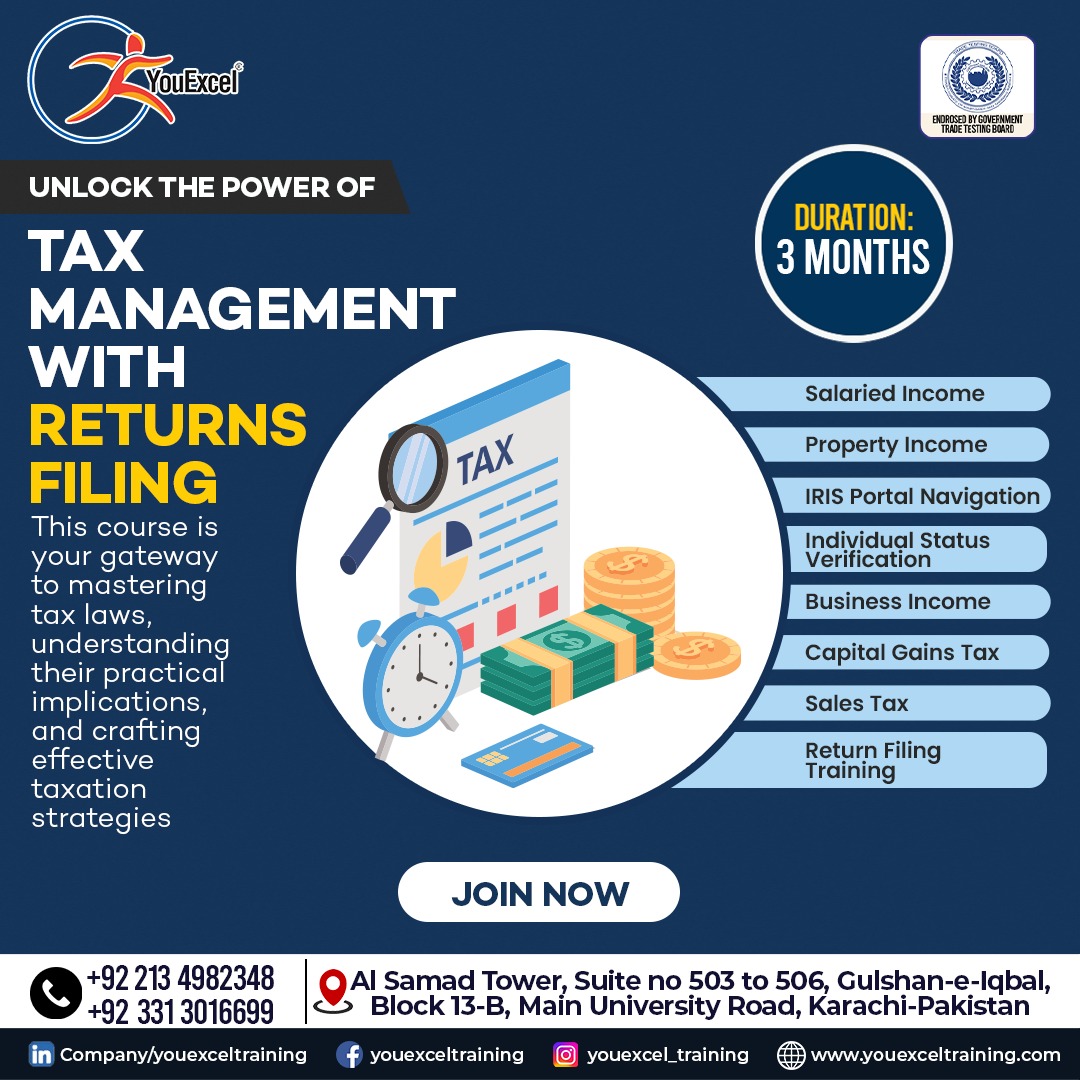 YouExcel
ENDROSED BY GOVERNMENT
TRADE TESTING BOARD
UNLOCK THE POWER OF
TAX
MANAGEMENT
WITH
RETURNS
FILING
This course is
your gateway
to mastering
tax laws,
understanding
their practical
implications,
and crafting
effective
taxation
strategies
DURATION:
3 MONTHS
TAX
Salaried Income
Property Income
IRIS Portal Navigation
Individual Status
Verification
Business Income
Capital Gains Tax
Sales Tax
Return Filing
Training
JOIN NOW
+92 213 4982348
+92 331 3016699
Al Samad Tower, Suite no 503 to 506, Gulshan-e-Iqbal,
Block 13-B, Main University Road, Karachi-Pakistan
in Company/youexceltraining
f youexceltraining
youexcel_training
www.youexceltraining.com